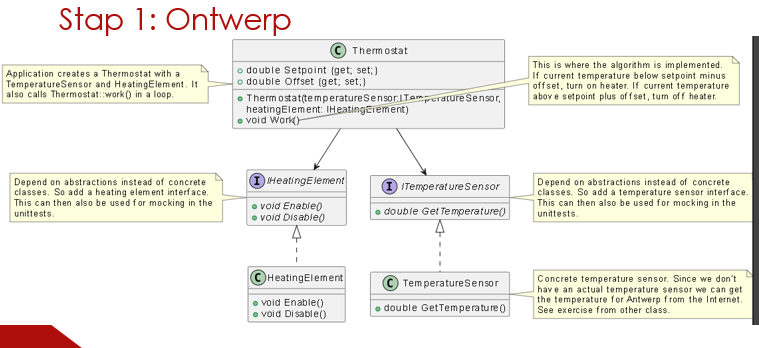 Stap 1: Ontwerp
C Thermostat
double Setpoint {get; set;}
double Offset {get; set;}
Thermostat(temperatureSensor:ITemperatureSensor,
heatingElement: IHeatingElement)
void Work()
Application creates a Thermostat with a
TemperatureSensor and HeatingElement. It
also calls Thermostat::work() in a loop.
This is where the algorithm is implemented.
If current temperature below setpoint minus
offset, turn on heater. If current temperature
above setpoint plus offset, turn off heater.
Depend on abstractions instead of concrete
classes. So add a heating element interface.
This can then also be used for mocking in the
unittests.
I IHeatingElement
void Enable()
void Disable()
I ITemperatureSensor
double GetTemperature()
Depend on abstractions instead of concrete
classes. So add a temperature sensor interface.
This can then also be used for mocking in the
unittests.
C HeatingElement
void Enable()
void Disable()
C TemperatureSensor
double GetTemperature()
Concrete temperature sensor. Since we don't
have an actual temperature sensor we can get
the temperature for Antwerp from the Internet.
See exercise from other class.